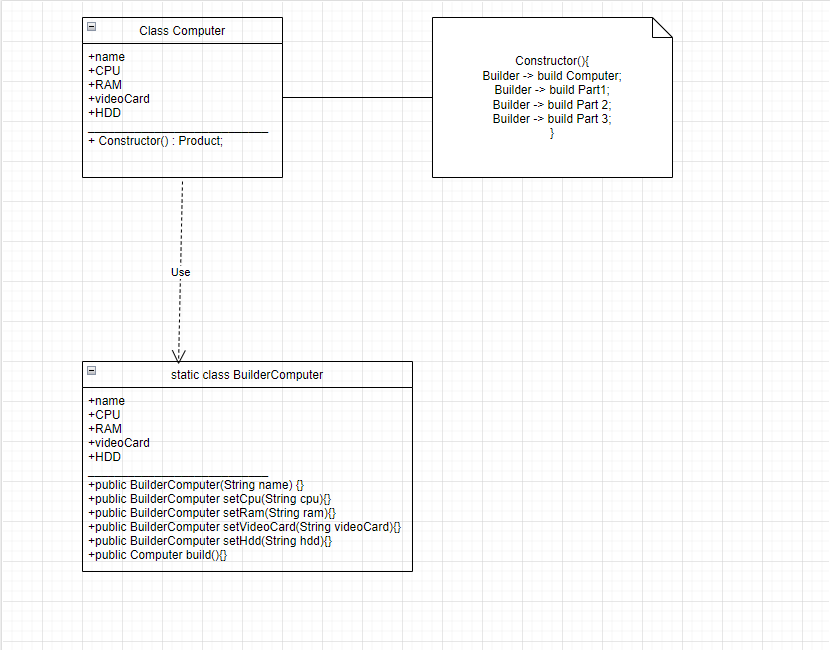 Class Computer
+name
+CPU
+RAM
+videoCard
+HDD
+ Constructor() : Product;
Constructor(){
Builder -> build Computer;
Builder -> build Part1;
Builder -> build Part 2;
Builder -> build Part 3;
}
Use
static class BuilderComputer
+name
+CPU
+RAM
+videoCard
+HDD
+public BuilderComputer(String name) {}
+public BuilderComputer setCpu(String cpu){}
+public BuilderComputer setRam(String ram){}
+public BuilderComputer setVideoCard(String videoCard){}
+public BuilderComputer setHdd(String hdd){}
+public Computer build(){}